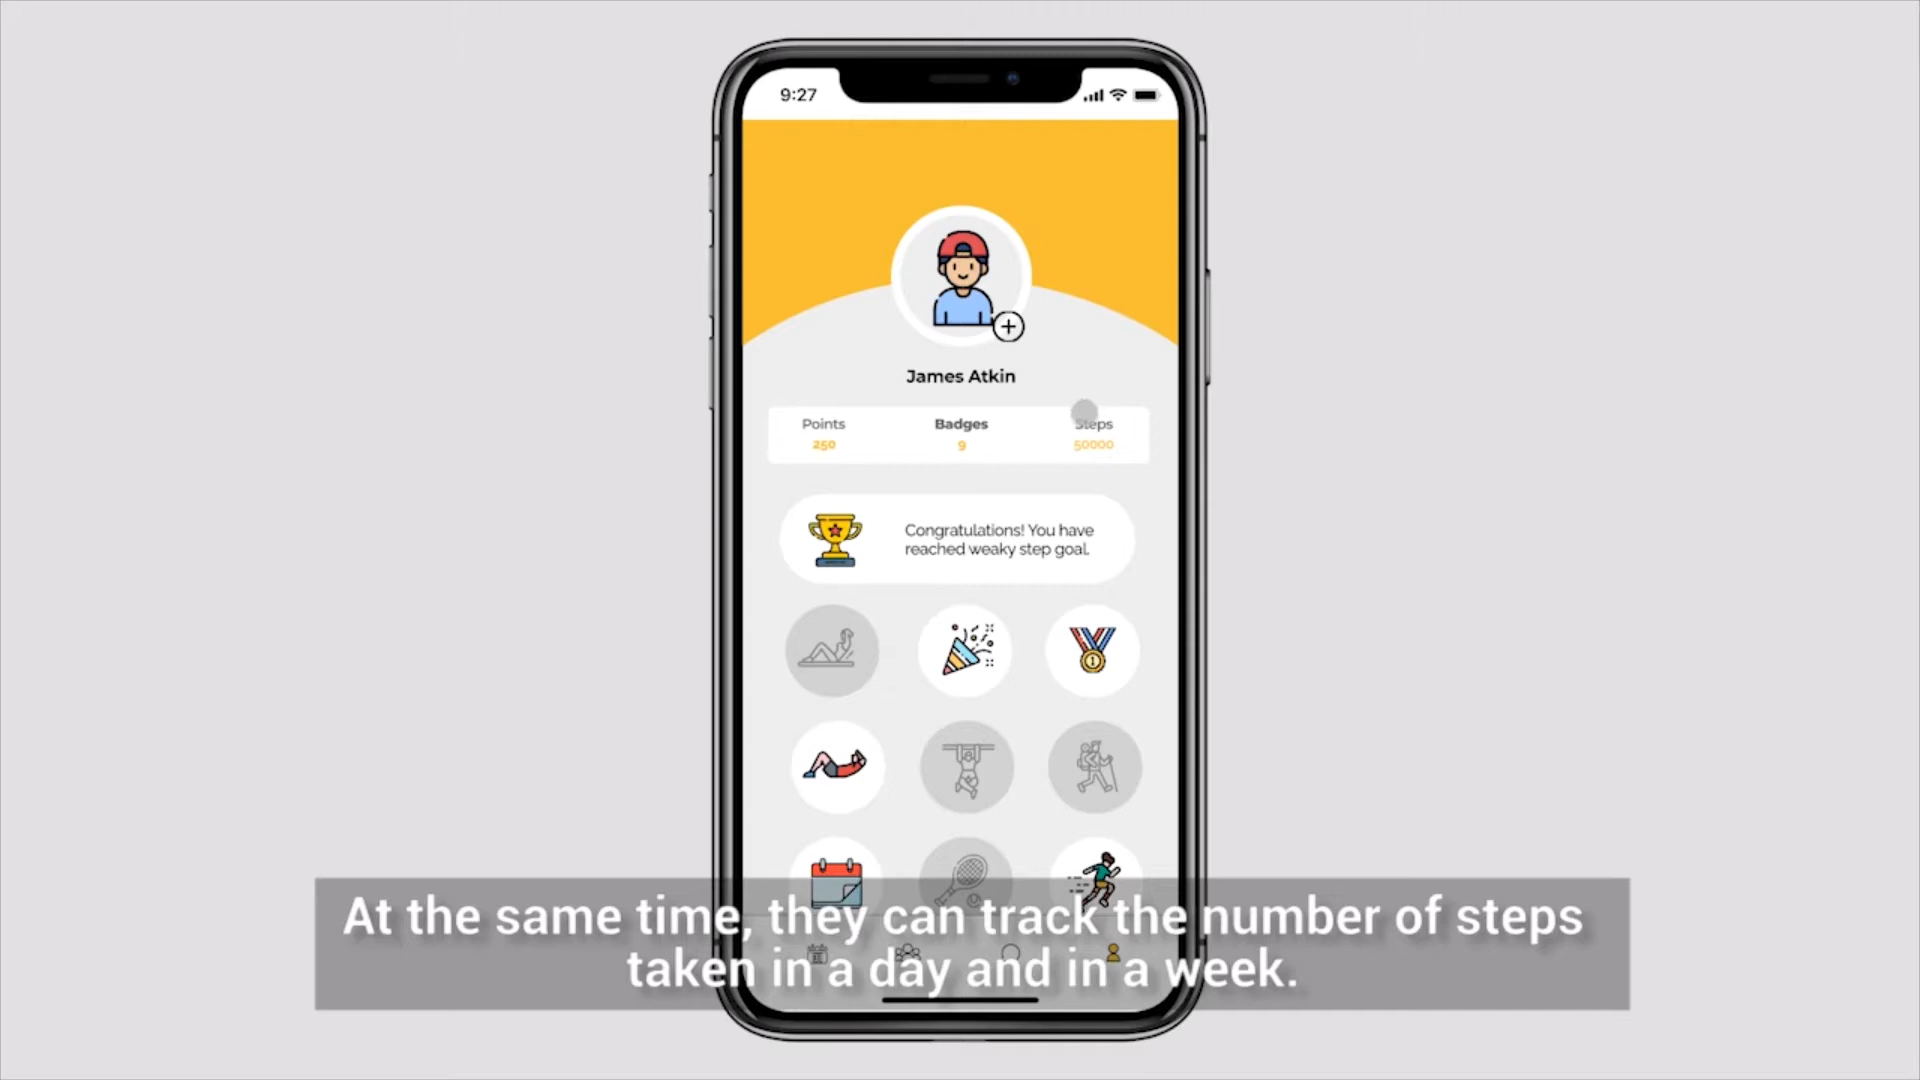 9:27
James Atkin
Points Badges Steps
250 9 50000
Congratulations! You have
reached weaky step goal.
At the same time, they can track the number of steps
taken in a day and in a week.